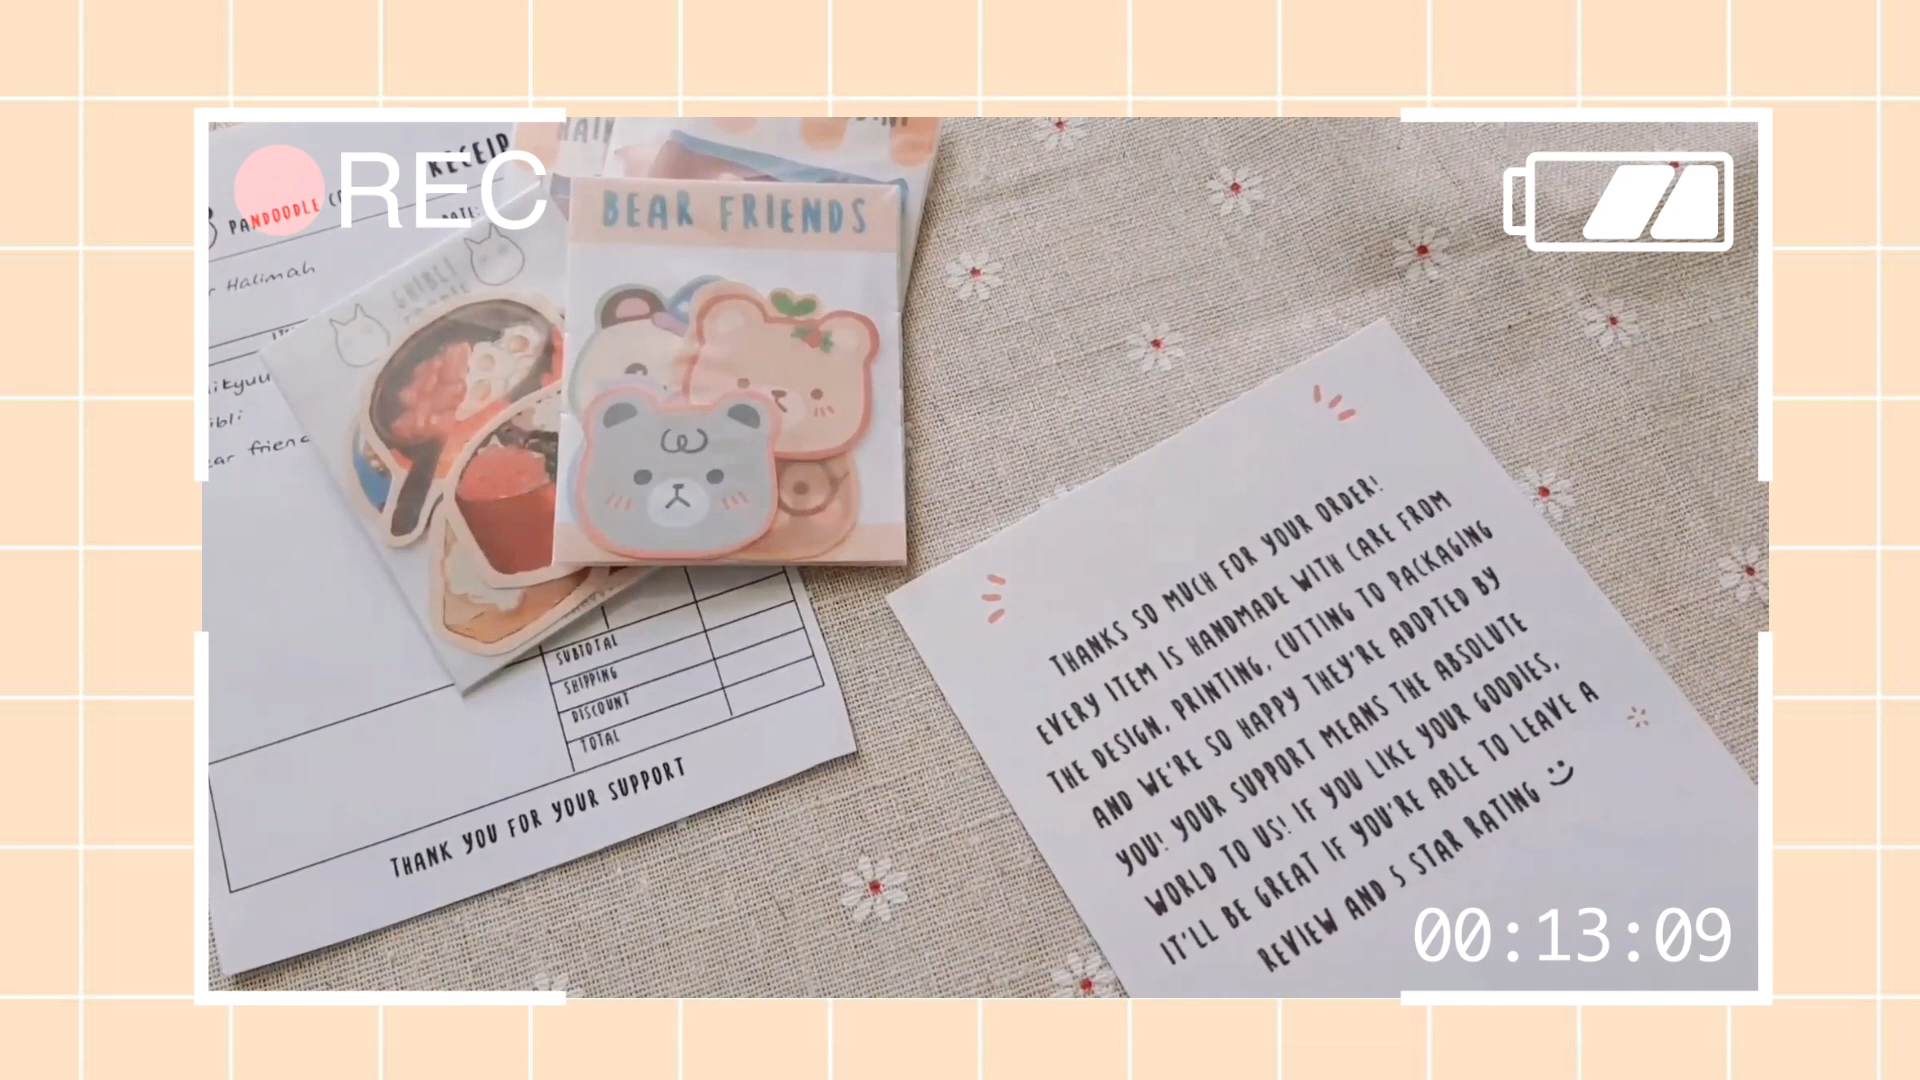 REC
PANDOODLE
DATE:
Halimah
BEAR FRIENDS
GHIBLI
SUBTOTAL
SHIPPING
DISCOUNT
TOTAL
THANK YOU FOR YOUR SUPPORT
THANKS SO MUCH FOR YOUR ORDER!
EVERY ITEM IS HANDMADE WITH CARE FROM
THE DESIGN, PRINTING, CUTTING TO PACKAGING
AND WE'RE SO HAPPY THEY'RE ADOPTED BY
YOU! YOUR SUPPORT MEANS THE ABSOLUTE
WORLD TO US! IF YOU LIKE YOUR GOODIES,
IT'LL BE GREAT IF YOU'RE ABLE TO LEAVE A
REVIEW AND 5 STAR RATING
00:13:09